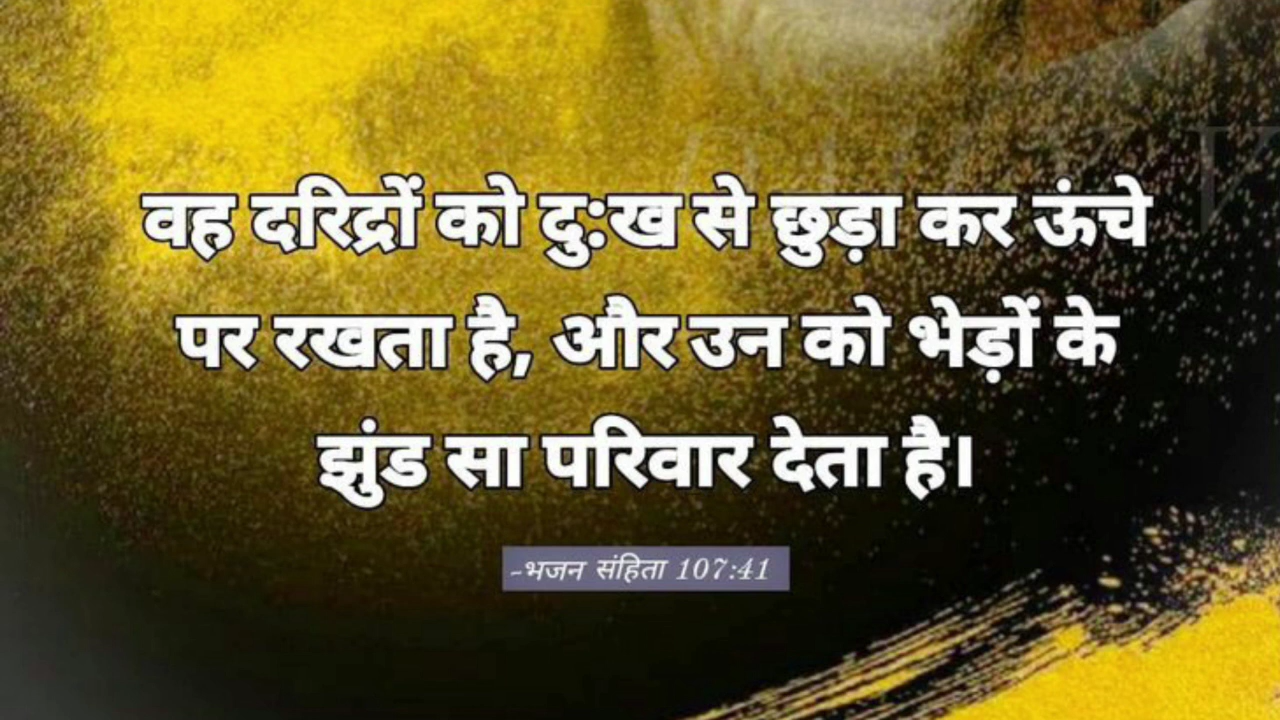 वह दरिद्रों को दु:ख से छुड़ा कर ऊंचे
पर रखता है, और उन को भेड़ों के
झुंड सा परिवार देता है।
-भजन संहिता 107:41